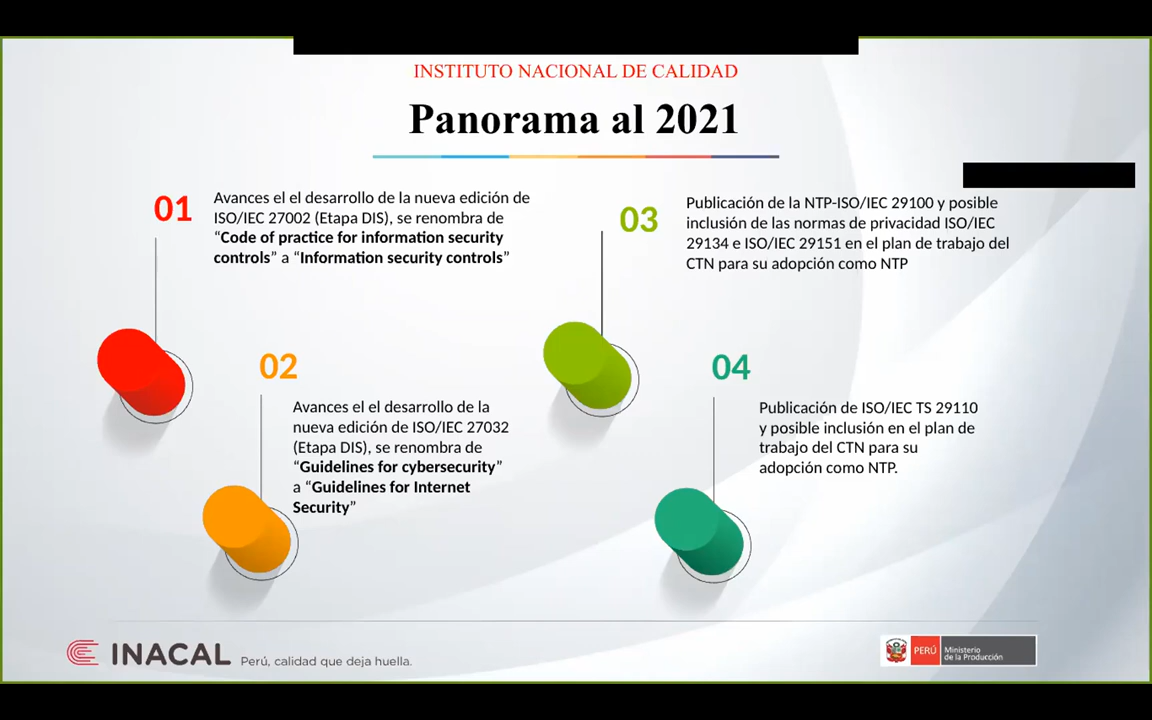 INSTITUTO NACIONAL DE CALIDAD
Panorama al 2021
01
Avances el el desarrollo de la nueva edición de
ISO/IEC 27002 (Etapa DIS), se renombra de
“Code of practice for information security
controls” a “Information security controls”
02
Avances el el desarrollo de la
nueva edición de ISO/IEC 27032
(Etapa DIS), se renombra de
“Guidelines for cybersecurity”
a “Guidelines for Internet
Security”
03
Publicación de la NTP-ISO/IEC 29100 y posible
inclusión de las normas de privacidad ISO/IEC
29134 e ISO/IEC 29151 en el plan de trabajo del
CTN para su adopción como NTP
04
Publicación de ISO/IEC TS 29110
y posible inclusión en el plan de
trabajo del CTN para su
adopción como NTP.
INACAL Perú, calidad que deja huella.
PERÚ
Ministerio
de la Producción